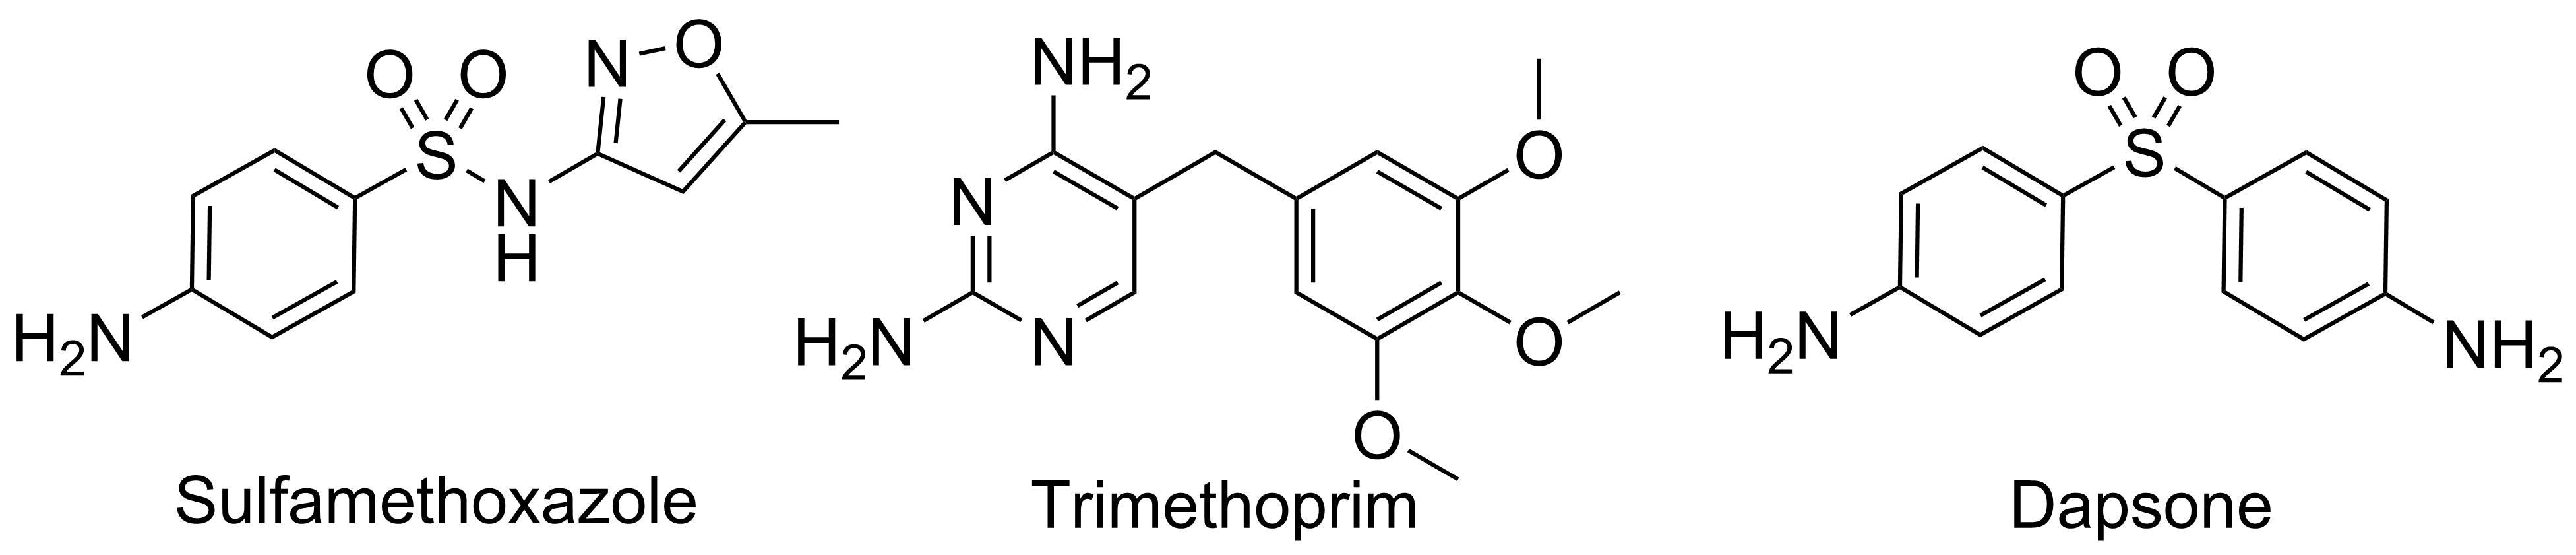 O O
N O
S
N
H
H₂N
NH₂
N
N
H₂N
O
O
O
O O
S
H₂N
NH₂
Sulfamethoxazole
Trimethoprim
Dapsone